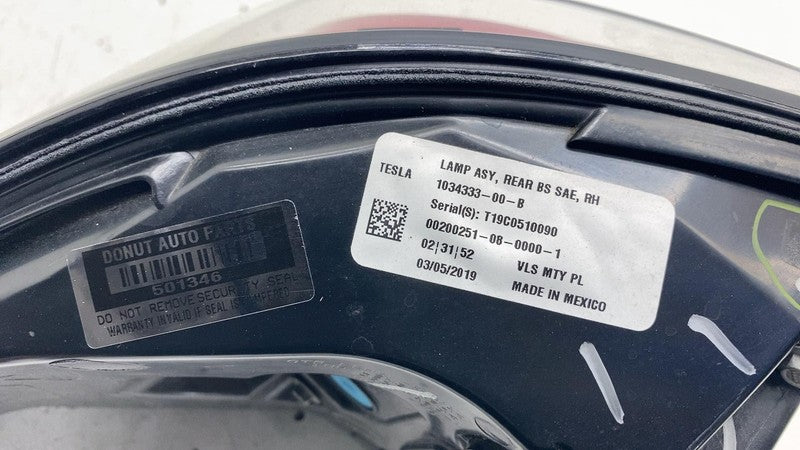 TESLA
LAMP ASY, REAR BS SAE, RH
1034333-00-B
Serial(s): T19C0510090
00200251-08-0000-1
02|31|52 VLS MTY PL
03/05/2019 MADE IN MEXICO
DONUT AUTO PARTS
501346
DO NOT REMOVE SECURITY SEAL
WARRANTY INVALID IF SEAL IS TAMPERED